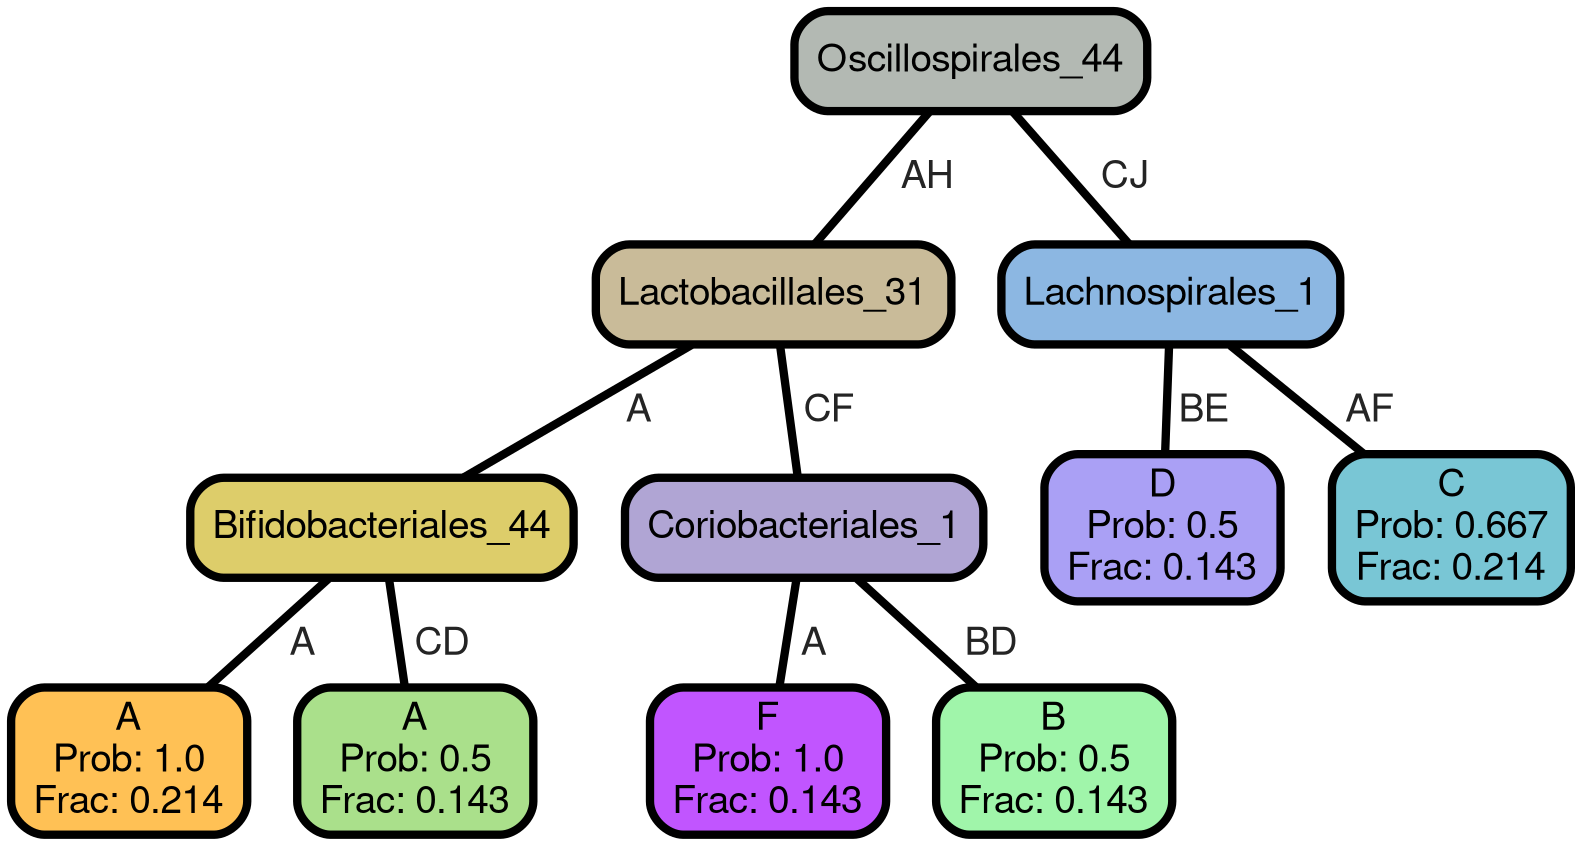 Oscillospirales_44
AH
CJ
Lactobacillales_31
Lachnospirales_1
A
CF
BE
AF
Bifidobacteriales_44
Coriobacteriales_1
D
Prob: 0.5
Frac: 0.143
C
Prob: 0.667
Frac: 0.214
A
CD
A
BD
A
Prob: 1.0
Frac: 0.214
A
Prob: 0.5
Frac: 0.143
F
Prob: 1.0
Frac: 0.143
B
Prob: 0.5
Frac: 0.143